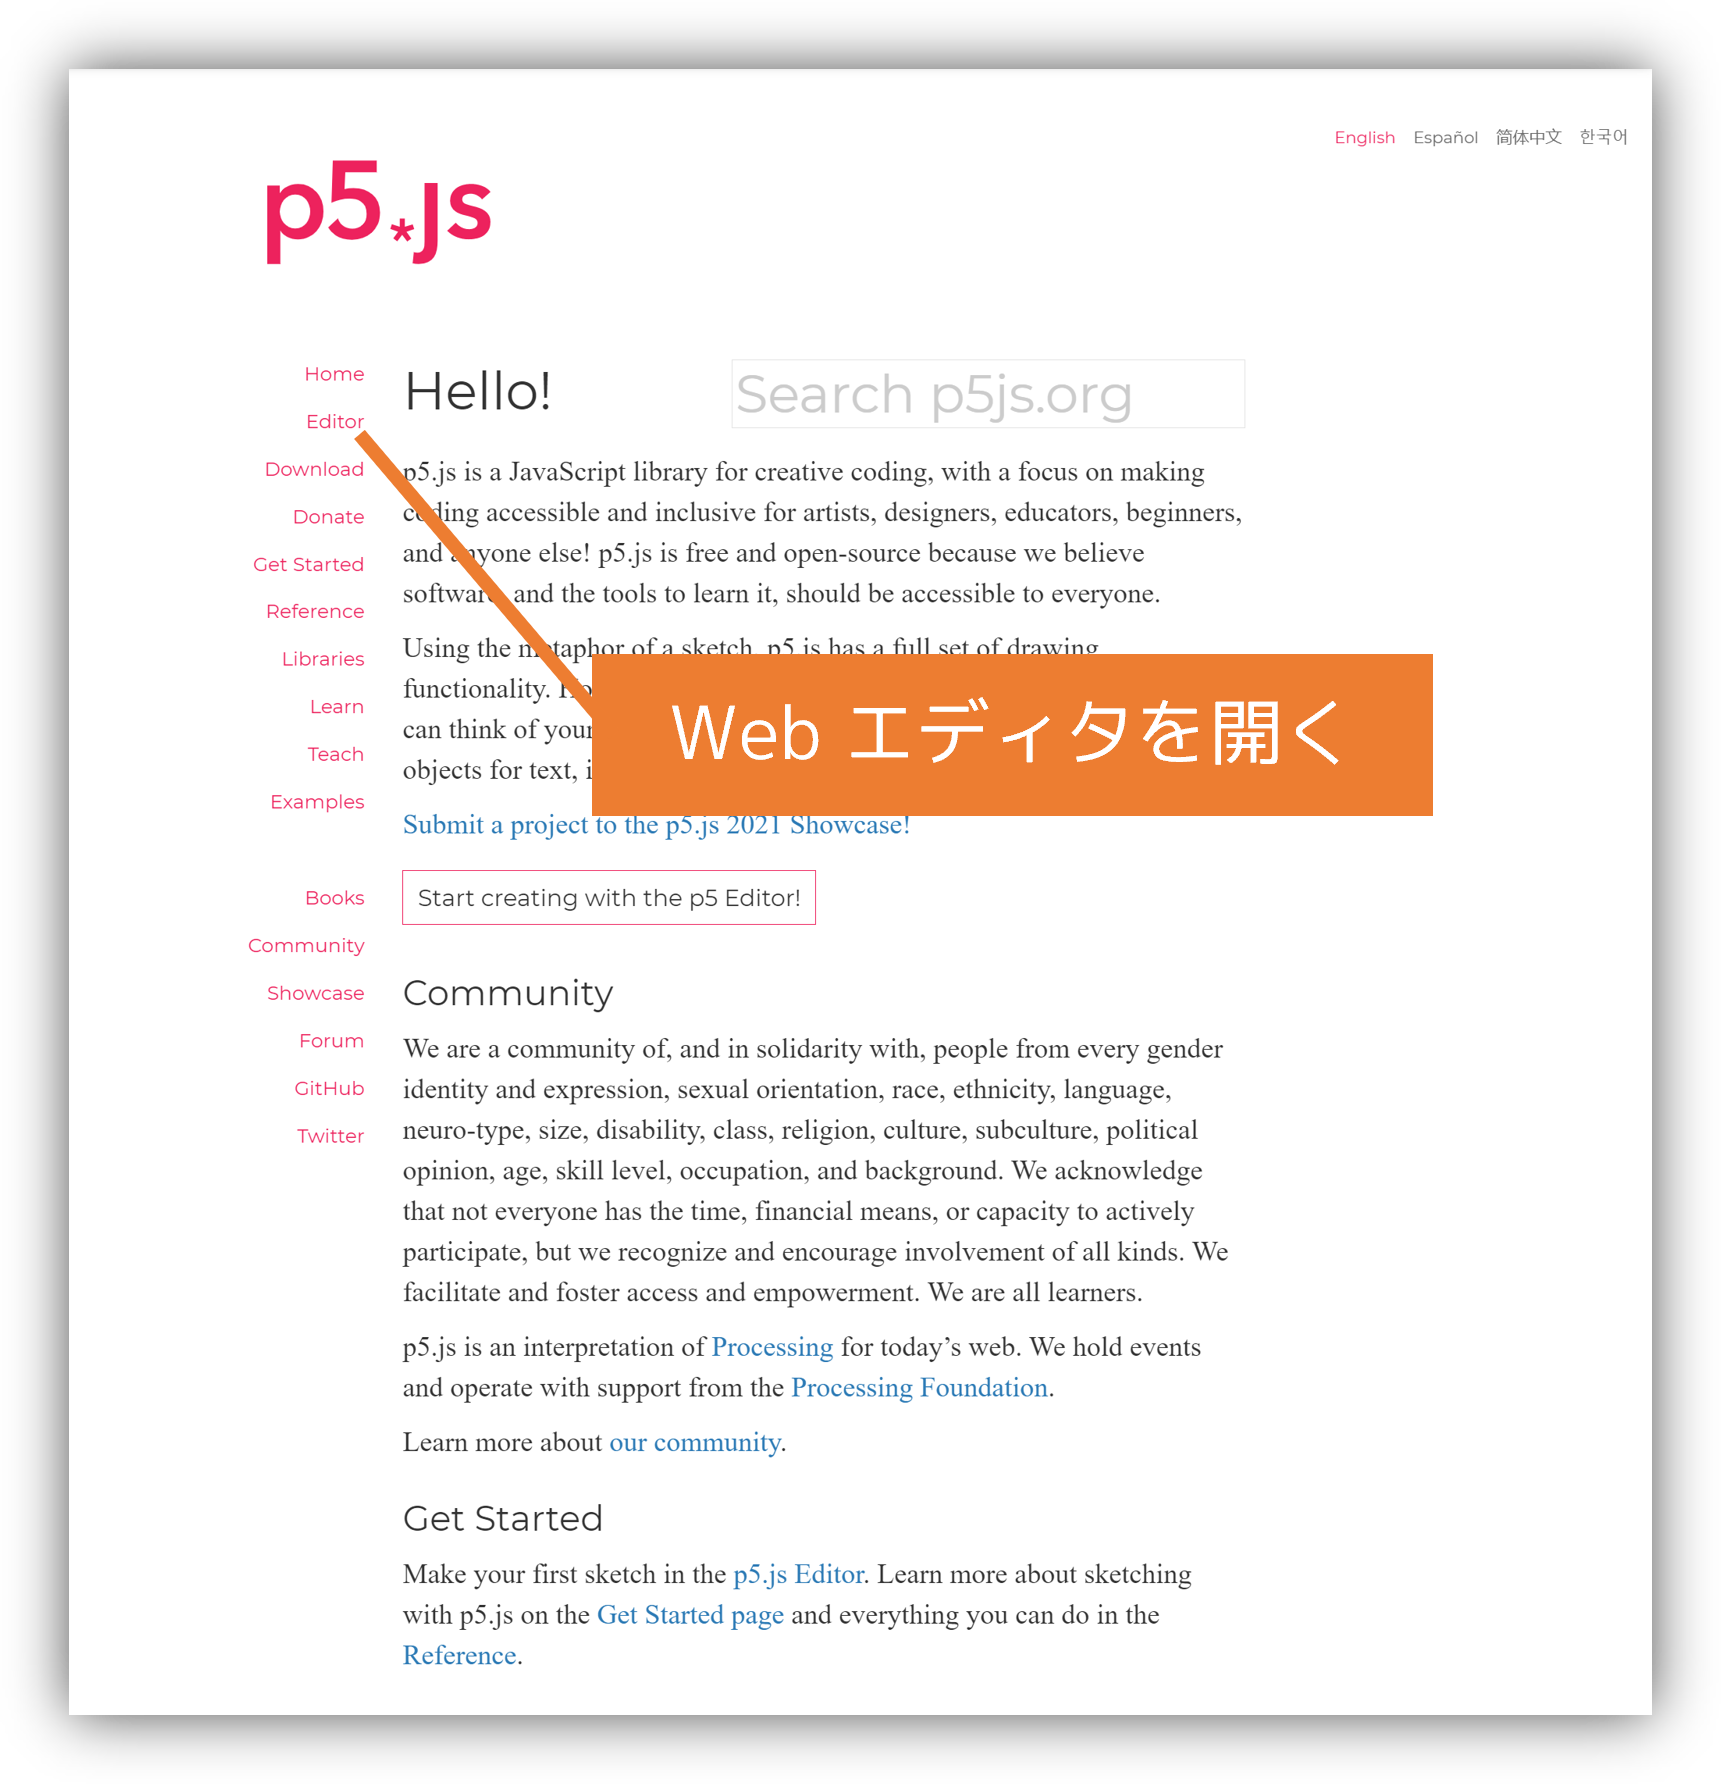 English Español 简体中文 한국어
p5*js
Home
Editor
Download
Donate
Get Started
Reference
Libraries
Learn
Teach
Examples
Books
Community
Showcase
Forum
GitHub
Twitter
Hello!
Search p5js.org
p5.js is a JavaScript library for creative coding, with a focus on making
coding accessible and inclusive for artists, designers, educators, beginners,
and anyone else! p5.js is free and open-source because we believe
software, and the tools to learn it, should be accessible to everyone.
Using the metaphor of a sketch, p5.js has a full set of drawing
functionality.
can think of your
objects for text,
Web エディタを開く
Submit a project to the p5.js 2021 Showcase!
Start creating with the p5 Editor!
Community
We are a community of, and in solidarity with, people from every gender
identity and expression, sexual orientation, race, ethnicity, language,
neuro-type, size, disability, class, religion, culture, subculture, political
opinion, age, skill level, occupation, and background. We acknowledge
that not everyone has the time, financial means, or capacity to actively
participate, but we recognize and encourage involvement of all kinds. We
facilitate and foster access and empowerment. We are all learners.
p5.js is an interpretation of Processing for today’s web. We hold events
and operate with support from the Processing Foundation.
Learn more about our community.
Get Started
Make your first sketch in the p5.js Editor. Learn more about sketching
with p5.js on the Get Started page and everything you can do in the
Reference.